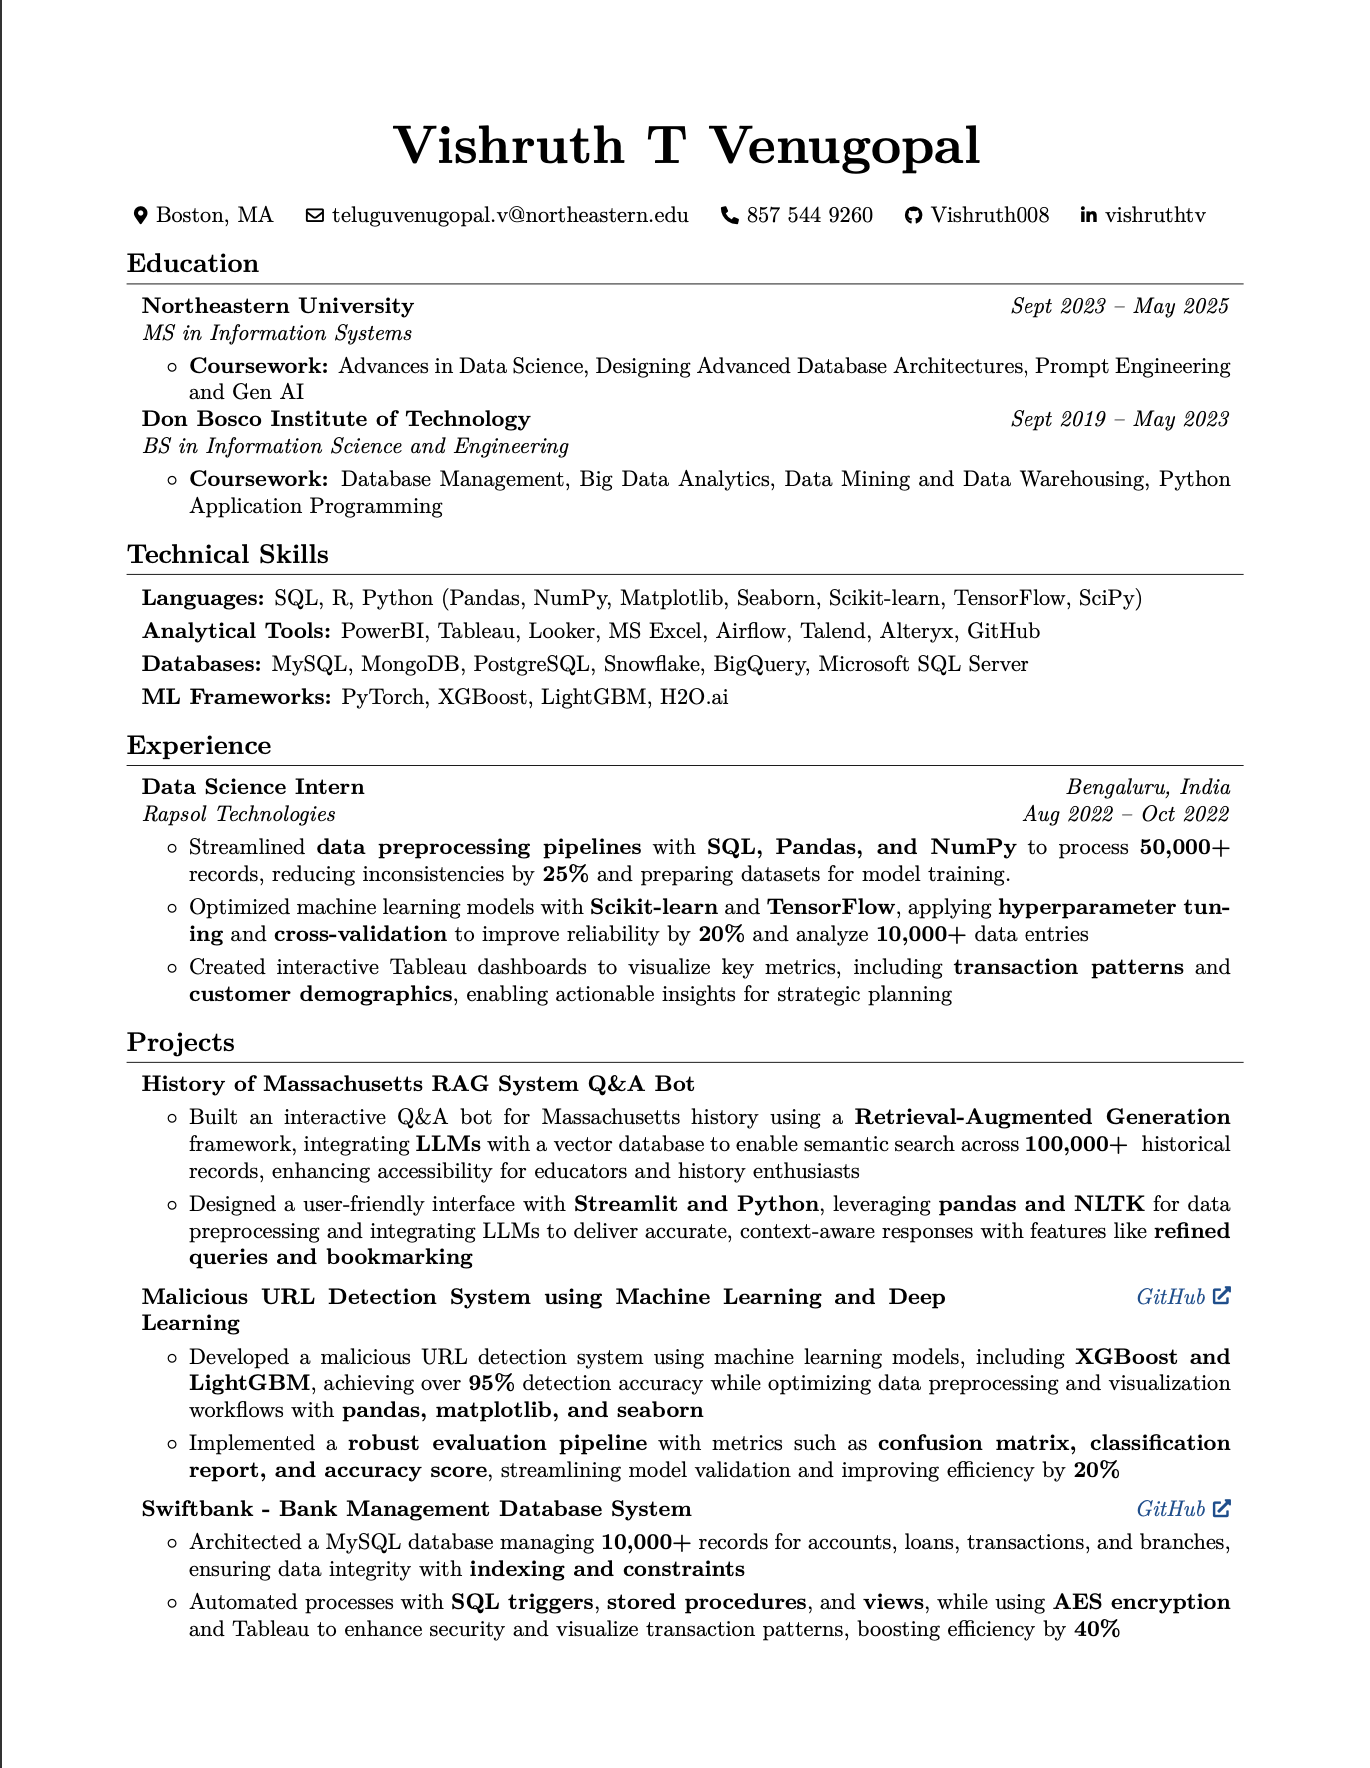 Vishruth T Venugopal
Boston, MA teluguvenugopal.v@northeastern.edu 857 544 9260 Vishruth008 vishruthtv
Education
Northeastern University Sept 2023 – May 2025
MS in Information Systems
Coursework: Advances in Data Science, Designing Advanced Database Architectures, Prompt Engineering
and Gen AI
Don Bosco Institute of Technology Sept 2019 – May 2023
BS in Information Science and Engineering
Coursework: Database Management, Big Data Analytics, Data Mining and Data Warehousing, Python
Application Programming
Technical Skills
Languages: SQL, R, Python (Pandas, NumPy, Matplotlib, Seaborn, Scikit-learn, TensorFlow, SciPy)
Analytical Tools: PowerBI, Tableau, Looker, MS Excel, Airflow, Talend, Alteryx, GitHub
Databases: MySQL, MongoDB, PostgreSQL, Snowflake, BigQuery, Microsoft SQL Server
ML Frameworks: PyTorch, XGBoost, LightGBM, H2O.ai
Experience
Data Science Intern Bengaluru, India
Rapsol Technologies Aug 2022 – Oct 2022
Streamlined data preprocessing pipelines with SQL, Pandas, and NumPy to process 50,000+
records, reducing inconsistencies by 25% and preparing datasets for model training.
Optimized machine learning models with Scikit-learn and TensorFlow, applying hyperparameter tun-
ing and cross-validation to improve reliability by 20% and analyze 10,000+ data entries
Created interactive Tableau dashboards to visualize key metrics, including transaction patterns and
customer demographics, enabling actionable insights for strategic planning
Projects
History of Massachusetts RAG System Q&A Bot
Built an interactive Q&A bot for Massachusetts history using a Retrieval-Augmented Generation
framework, integrating LLMs with a vector database to enable semantic search across 100,000+ historical
records, enhancing accessibility for educators and history enthusiasts
Designed a user-friendly interface with Streamlit and Python, leveraging pandas and NLTK for data
preprocessing and integrating LLMs to deliver accurate, context-aware responses with features like refined
queries and bookmarking
Malicious URL Detection System using Machine Learning and Deep GitHub
Learning
Developed a malicious URL detection system using machine learning models, including XGBoost and
LightGBM, achieving over 95% detection accuracy while optimizing data preprocessing and visualization
workflows with pandas, matplotlib, and seaborn
Implemented a robust evaluation pipeline with metrics such as confusion matrix, classification
report, and accuracy score, streamlining model validation and improving efficiency by 20%
Swiftbank - Bank Management Database System GitHub
Architected a MySQL database managing 10,000+ records for accounts, loans, transactions, and branches,
ensuring data integrity with indexing and constraints
Automated processes with SQL triggers, stored procedures, and views, while using AES encryption
and Tableau to enhance security and visualize transaction patterns, boosting efficiency by 40%